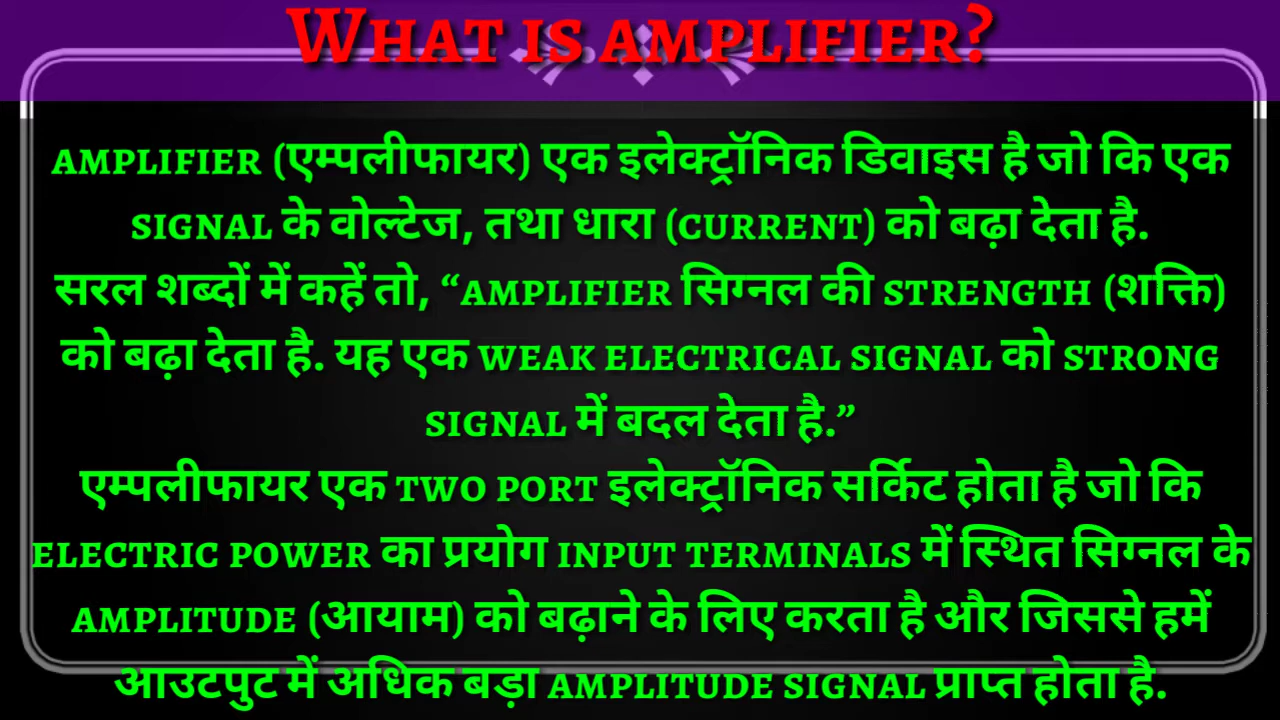 What is amplifier?
Amplifier (एम्पलीफायर) एक इलेक्ट्रॉनिक डिवाइस है जो कि एक
signal के वोल्टेज, तथा धारा (current) को बढ़ा देता है.
सरल शब्दों में कहें तो, “amplifier सिग्नल की strength (शक्ति)
को बढ़ा देता है. यह एक weak electrical signal को strong
signal में बदल देता है.”
एम्पलीफायर एक two port इलेक्ट्रॉनिक सर्किट होता है जो कि
electric power का प्रयोग input terminals में स्थित सिग्नल के
amplitude (आयाम) को बढ़ाने के लिए करता है और जिससे हमें
आउटपुट में अधिक बड़ा amplitude signal प्राप्त होता है.